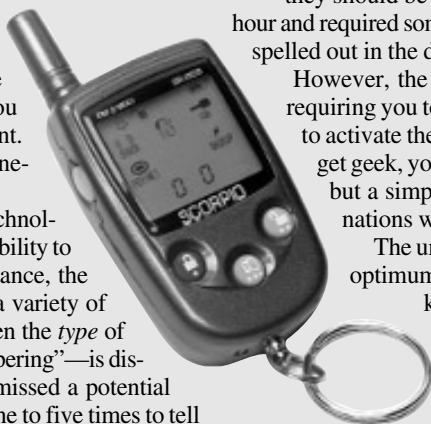 they should be
hour and required son
spelled out in the d
However, the
requiring you to
to activate the
get geek, yo
but a simp
nations w
The u
optimum
k
e
ou
nt.
ne-
chnol-
bility to
ance, the
a variety of
en the type of
pering”—is dis-
missed a potential
ne to five times to tell
SCORPIO